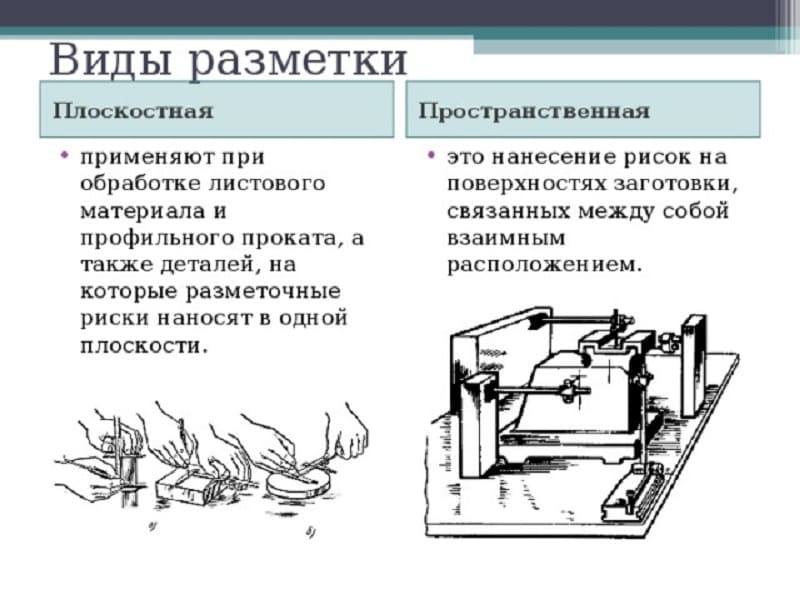 Виды разметки
Плоскостная
применяют при
обработке листового
материала и
профильного проката, а
также деталей, на
которые разметочные
риски наносят в одной
плоскости.
Пространственная
это нанесение рисок на
поверхностях заготовки,
связанных между собой
взаимным
расположением.
а)
б)